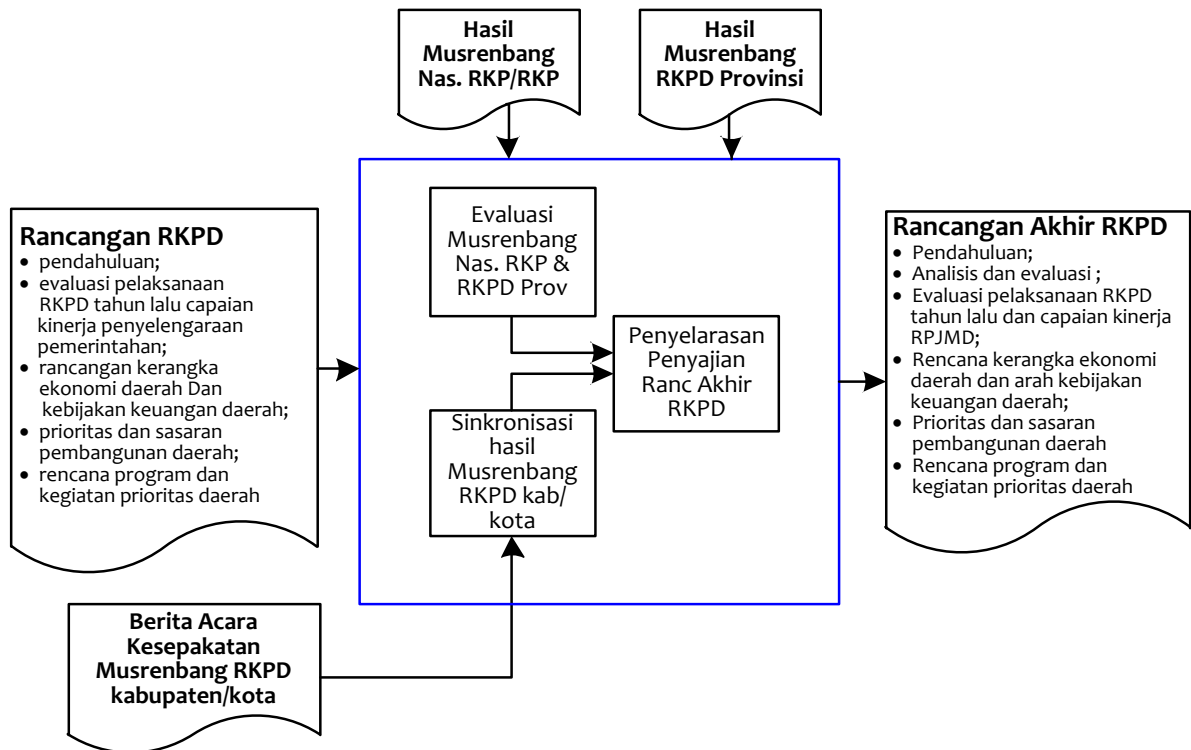 Hasil
Musrenbang
Nas. RKP/RKP
Hasil
Musrenbang
RKPD Provinsi
Rancangan RKPD
• pendahuluan;
• evaluasi pelaksanaan
RKPD tahun lalu capaian
kinerja penyelengaraan
pemerintahan;
• rancangan kerangka
ekonomi daerah Dan
kebijakan keuangan daerah;
• prioritas dan sasaran
pembangunan daerah;
• rencana program dan
kegiatan prioritas daerah
Evaluasi
Musrenbang
Nas. RKP &
RKPD Prov
Penyelarasan
Penyajian
Ranc Akhir
RKPD
Sinkronisasi
hasil
Musrenbang
RKPD kab/
kota
Rancangan Akhir RKPD
• Pendahuluan;
• Analisis dan evaluasi ;
• Evaluasi pelaksanaan RKPD
tahun lalu dan capaian kinerja
RPJMD;
• Rencana kerangka ekonomi
daerah dan arah kebijakan
keuangan daerah;
• Prioritas dan sasaran
pembangunan daerah
• Rencana program dan
kegiatan prioritas daerah
Berita Acara
Kesepakatan
Musrenbang RKPD
kabupaten/kota